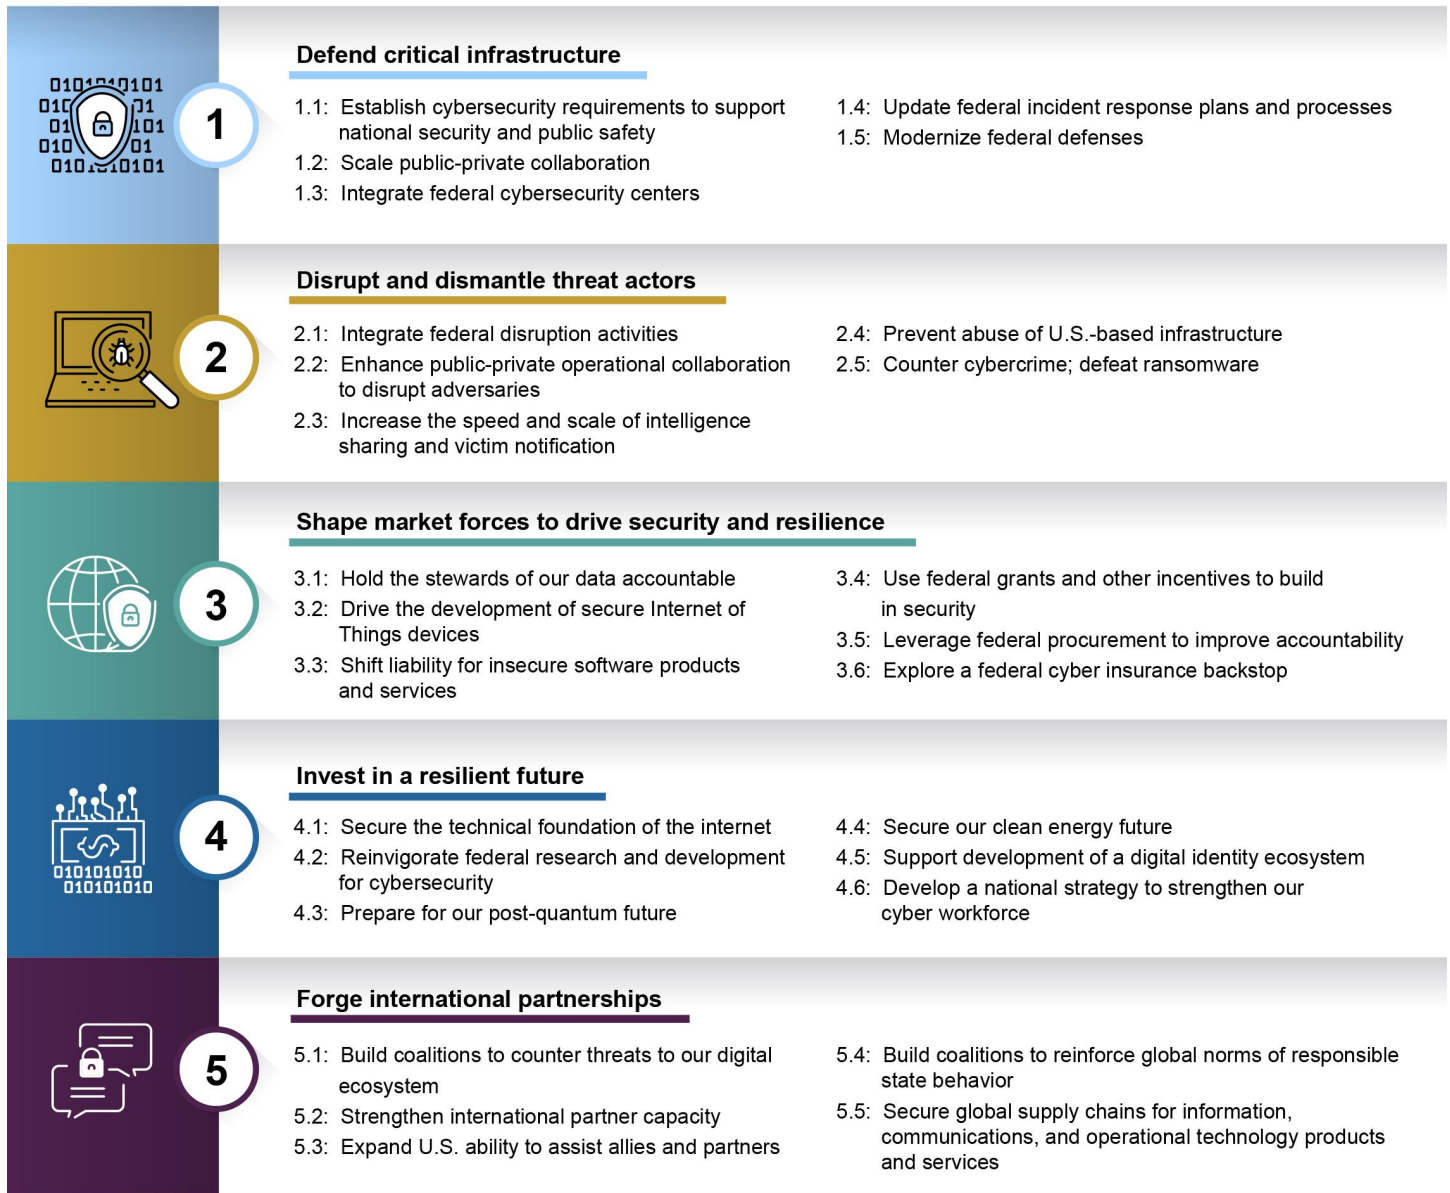 0101010101
010 01
01 101
010 01
0101010101
1
Defend critical infrastructure
1.1: Establish cybersecurity requirements to support
national security and public safety
1.2: Scale public-private collaboration
1.3: Integrate federal cybersecurity centers
1.4: Update federal incident response plans and processes
1.5: Modernize federal defenses
2
Disrupt and dismantle threat actors
2.1: Integrate federal disruption activities
2.2: Enhance public-private operational collaboration
to disrupt adversaries
2.3: Increase the speed and scale of intelligence
sharing and victim notification
2.4: Prevent abuse of U.S.-based infrastructure
2.5: Counter cybercrime; defeat ransomware
3
Shape market forces to drive security and resilience
3.1: Hold the stewards of our data accountable
3.2: Drive the development of secure Internet of
Things devices
3.3: Shift liability for insecure software products
and services
3.4: Use federal grants and other incentives to build
in security
3.5: Leverage federal procurement to improve accountability
3.6: Explore a federal cyber insurance backstop
010101010
010101010
4
Invest in a resilient future
4.1: Secure the technical foundation of the internet
4.2: Reinvigorate federal research and development
for cybersecurity
4.3: Prepare for our post-quantum future
4.4: Secure our clean energy future
4.5: Support development of a digital identity ecosystem
4.6: Develop a national strategy to strengthen our
cyber workforce
5
Forge international partnerships
5.1: Build coalitions to counter threats to our digital
ecosystem
5.2: Strengthen international partner capacity
5.3: Expand U.S. ability to assist allies and partners
5.4: Build coalitions to reinforce global norms of responsible
state behavior
5.5: Secure global supply chains for information,
communications, and operational technology products
and services